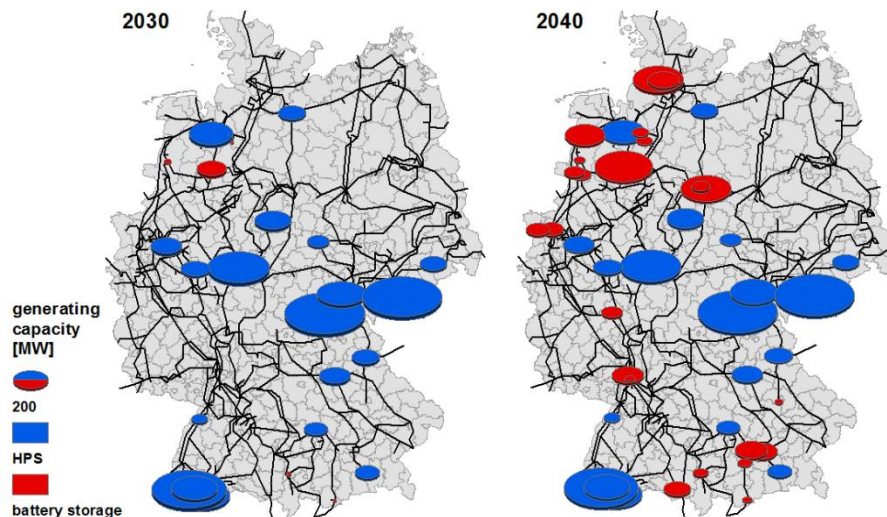 2030
2040
generating
capacity
[MW]
200
HPS
battery storage